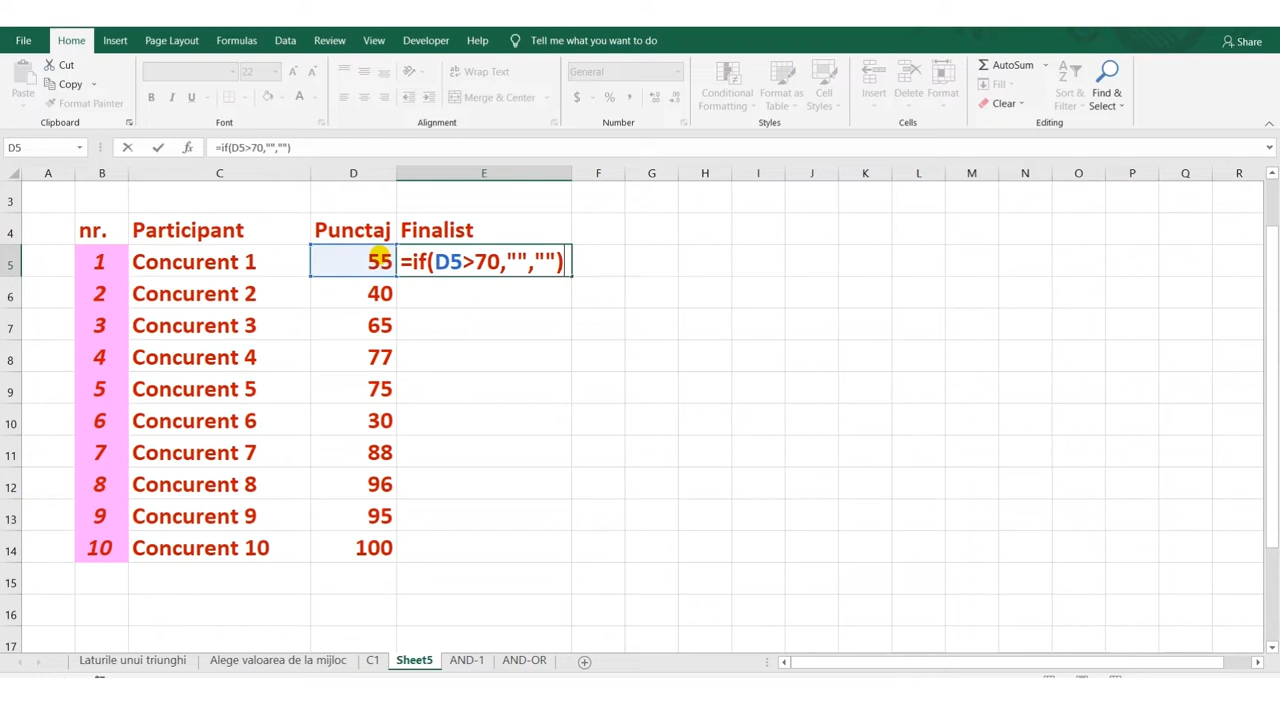 File Home Insert Page Layout Formulas Data Review View Developer Help Tell me what you want to do Share
Cut
Copy
Format Painter
Paste
Clipboard
22
B I U
Font
Wrap Text
Merge & Center
Alignment
General
$ % ,
Number
Conditional Formatting
Format as Table
Cell Styles
Styles
Insert Delete Format
Cells
AutoSum
Fill
Clear
Sort & Filter
Find & Select
Editing
D5 fx =if(D5>70,"","")
A B C D E F G H I J K L M N O P Q R
3
4 nr. Participant Punctaj Finalist
5 1 Concurent 1 55 =if(D5>70,"","")
6 2 Concurent 2 40
7 3 Concurent 3 65
8 4 Concurent 4 77
9 5 Concurent 5 75
10 6 Concurent 6 30
11 7 Concurent 7 88
12 8 Concurent 8 96
13 9 Concurent 9 95
14 10 Concurent 10 100
15
16
17
Laturile unui triunghi Alege valoarea de la mijloc C1 Sheet5 AND-1 AND-OR